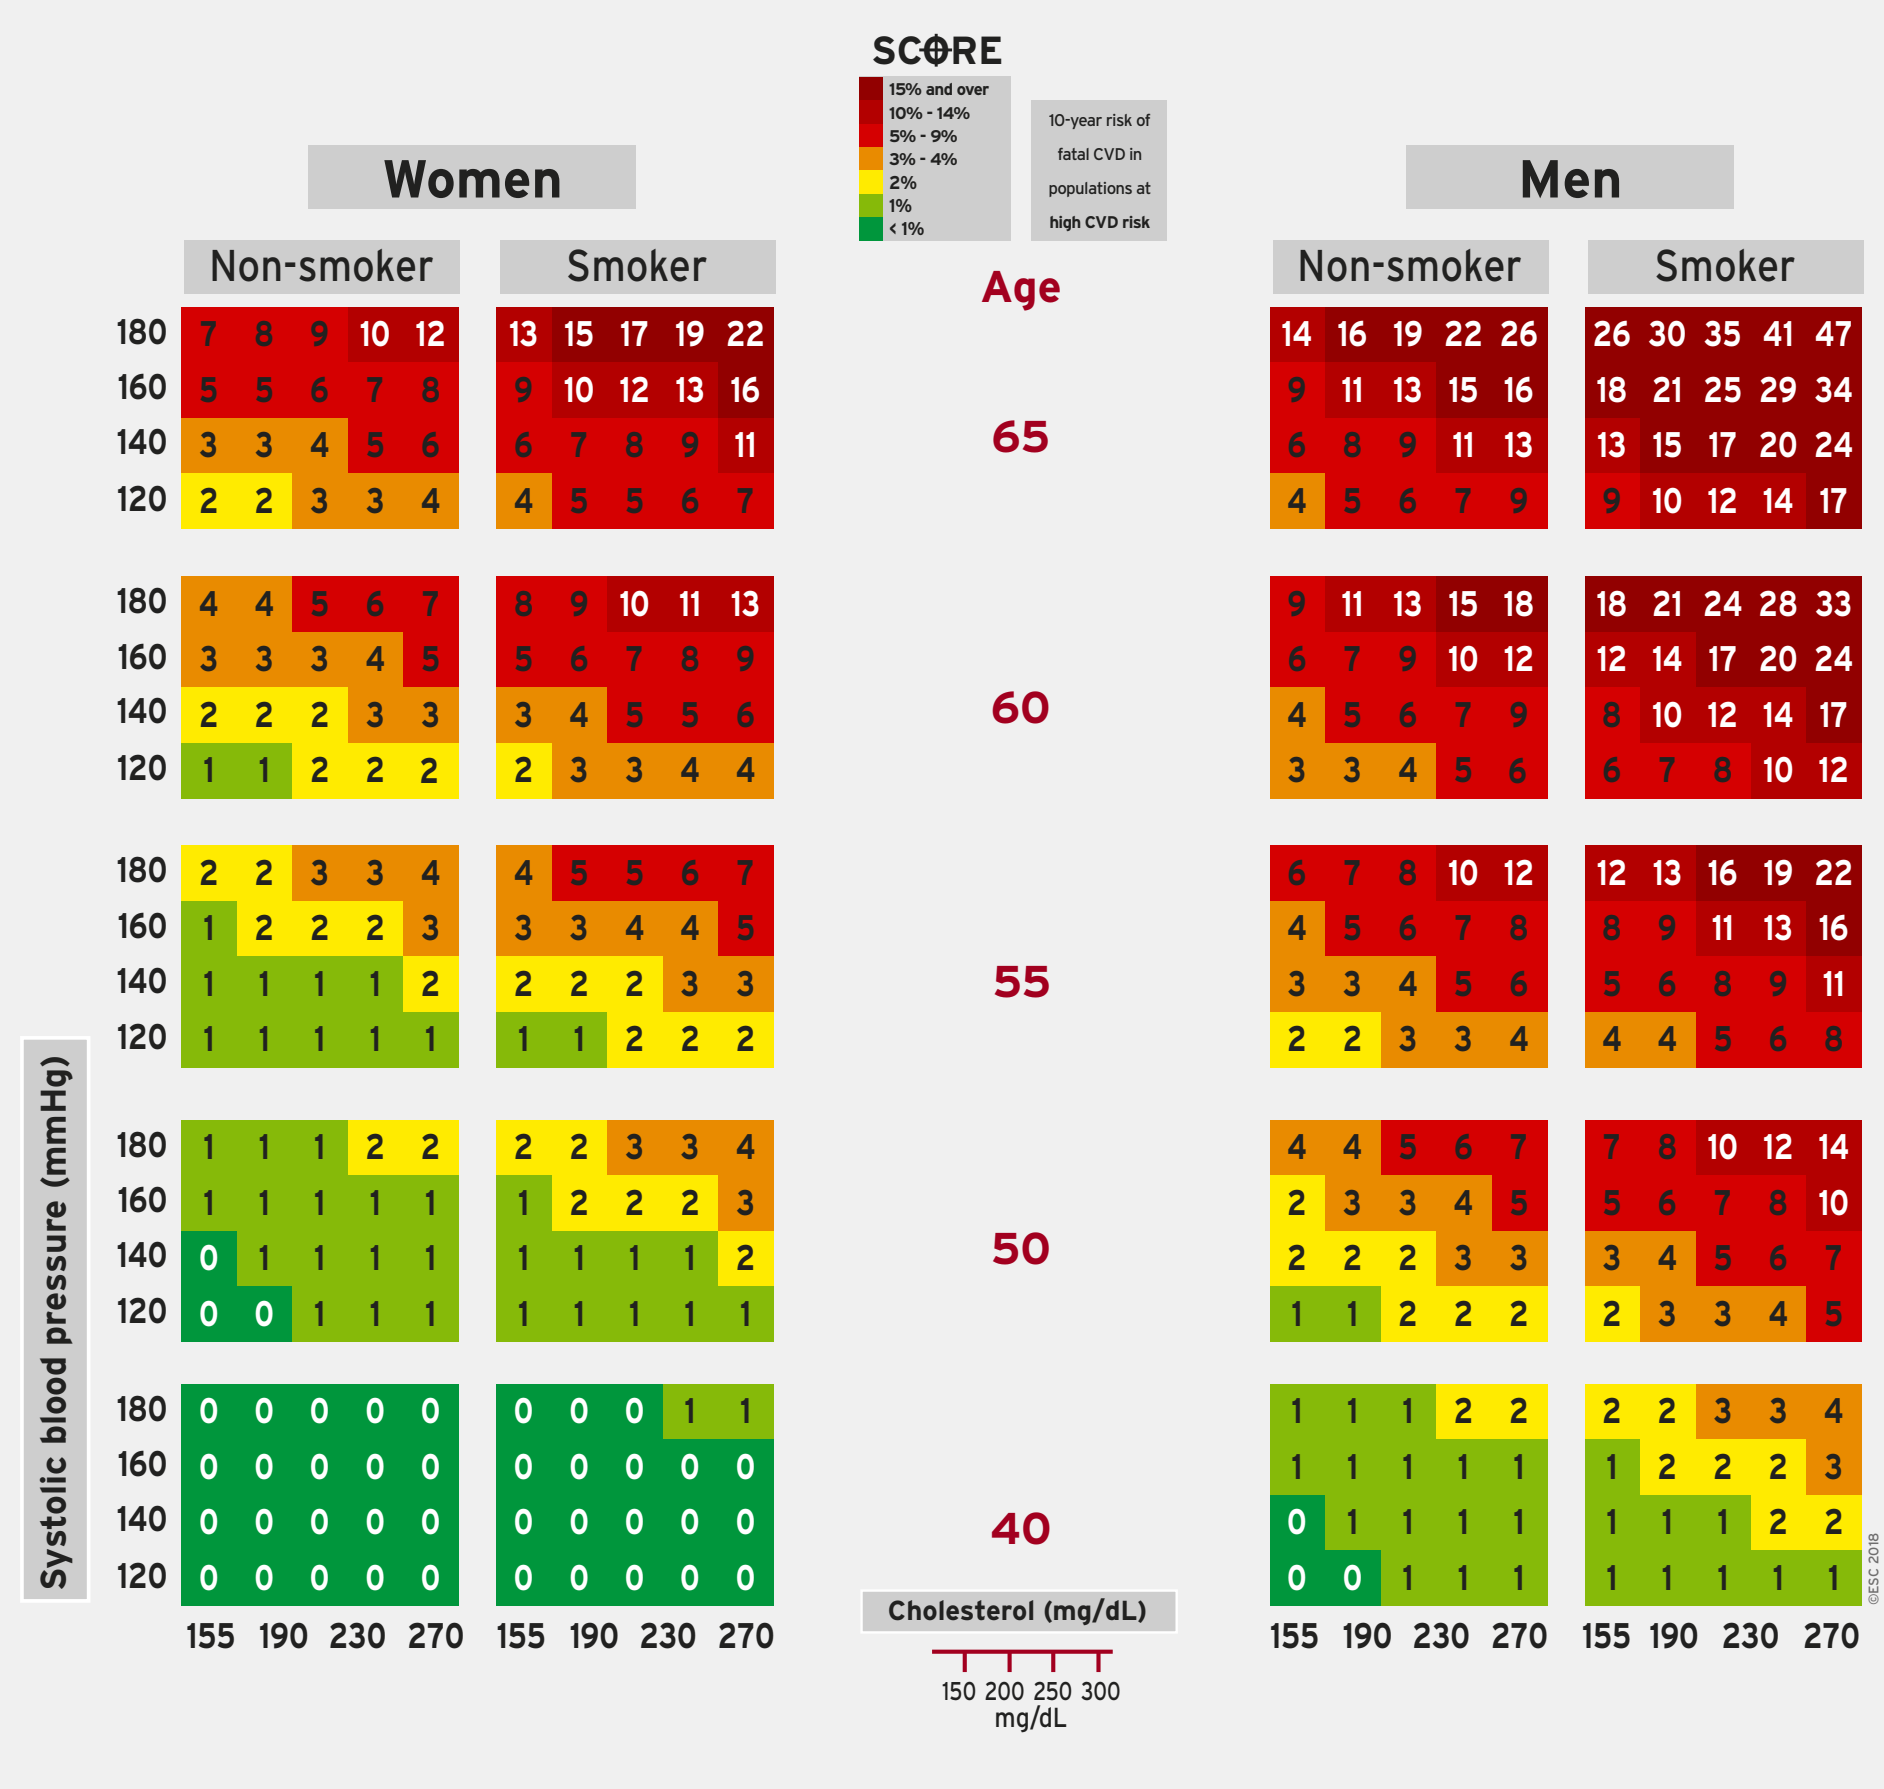 SCORE
15% and over
10% - 14%
5% - 9%
3% - 4%
2%
1%
< 1%
10-year risk of
fatal CVD in
populations at
high CVD risk
Women
Men
Non-smoker Smoker Age Non-smoker Smoker
180 7 8 9 10 12 13 15 17 19 22 14 16 19 22 26 26 30 35 41 47
160 5 5 6 7 8 9 10 12 13 16 9 11 13 15 16 18 21 25 29 34
65
140 3 3 4 5 6 6 7 8 9 11 6 8 9 11 13 13 15 17 20 24
120 2 2 3 3 4 4 5 5 6 7 4 5 6 7 9 9 10 12 14 17
180 4 4 5 6 7 8 9 10 11 13 9 11 13 15 18 18 21 24 28 33
160 3 3 3 4 5 5 6 7 8 9 6 7 9 10 12 12 14 17 20 24
60
140 2 2 2 3 3 3 4 5 5 6 4 5 6 7 9 8 10 12 14 17
120 1 1 2 2 2 2 3 3 4 4 3 3 4 5 6 6 7 8 10 12
180 2 2 3 3 4 4 5 5 6 7 6 7 8 10 12 12 13 16 19 22
160 1 2 2 2 3 3 3 4 4 5 4 5 6 7 8 8 9 11 13 16
55
140 1 1 1 1 2 2 2 2 3 3 3 3 4 5 6 5 6 8 9 11
120 1 1 1 1 1 1 1 2 2 2 2 2 3 3 4 4 4 5 6 8
180 1 1 1 2 2 2 2 3 3 4 4 4 5 6 7 7 8 10 12 14
160 1 1 1 1 1 1 2 2 2 3 2 3 3 4 5 5 6 7 8 10
50
140 0 1 1 1 1 1 1 1 1 2 2 2 2 3 3 3 4 5 6 7
120 0 0 1 1 1 1 1 1 1 1 1 1 2 2 2 2 3 3 4 5
180 0 0 0 0 0 0 0 0 1 1 1 1 1 2 2 2 2 3 3 4
160 0 0 0 0 0 0 0 0 0 0 1 1 1 1 1 1 2 2 2 3
40
140 0 0 0 0 0 0 0 0 0 0 0 1 1 1 1 1 1 1 2 2
120 0 0 0 0 0 0 0 0 0 0 0 0 1 1 1 1 1 1 1 1
155 190 230 270 155 190 230 270 155 190 230 270 155 190 230 270
Systolic blood pressure (mmHg)
Cholesterol (mg/dL)
150 200 250 300
mg/dL
©ESC 2018